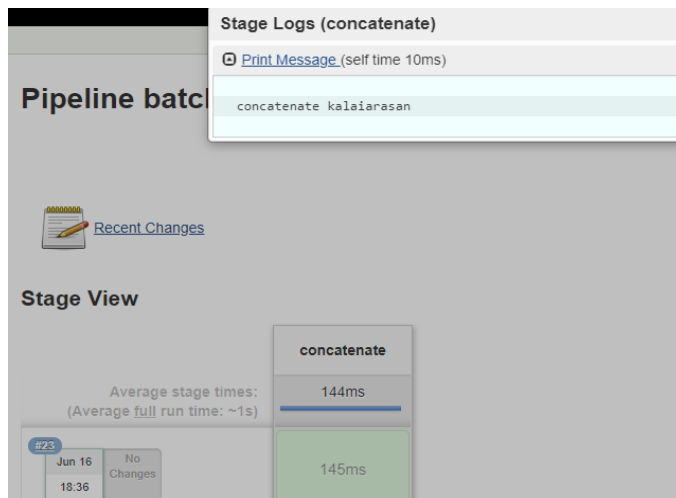 Stage Logs (concatenate)
Print Message (self time 10ms)
concatenate kalaiarasan
Pipeline batc
Recent Changes
Stage View
concatenate
Average stage times:
(Average full run time: ~1s)
144ms
#23
Jun 16
18:36
No
Changes
145ms